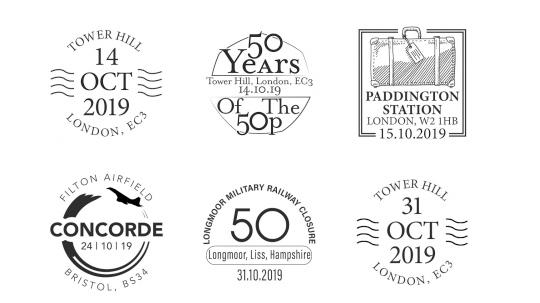 TOWER HILL
14
OCT
2019
LONDON, EC3
50
Years
Tower Hill, London, EC3
14.10.19
Of The
50p
PADDINGTON
STATION
LONDON, W2 1HB
15.10.2019
FILTON AIRFIELD
CONCORDE
24 | 10 | 19
BRISTOL, BS34
LONGMOOR MILITARY RAILWAY CLOSURE
50
Longmoor, Liss, Hampshire
31.10.2019
TOWER HILL
31
OCT
2019
LONDON, EC3